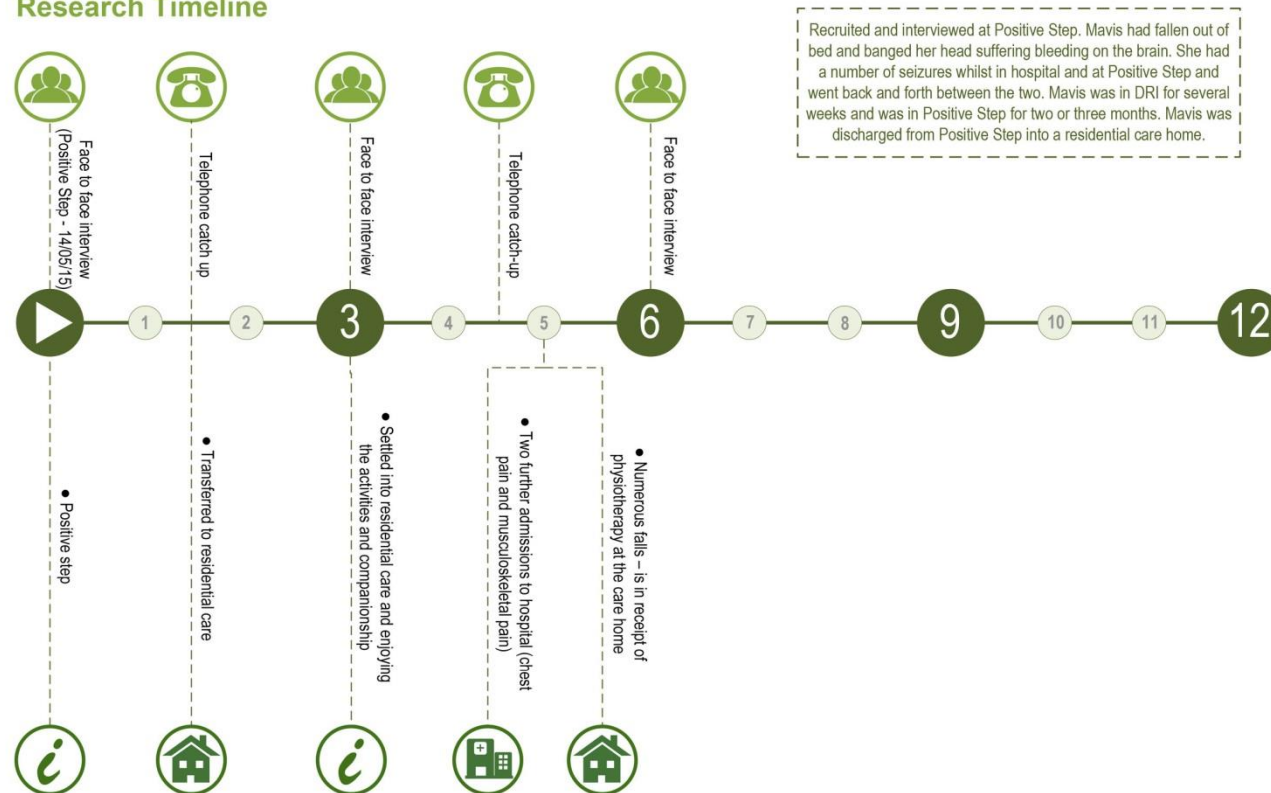 Research Timeline
Recruited and interviewed at Positive Step. Mavis had fallen out of
bed and banged her head suffering bleeding on the brain. She had
a number of seizures whilst in hospital and at Positive Step and
went back and forth between the two. Mavis was in DRI for several
weeks and was in Positive Step for two or three months. Mavis was
discharged from Positive Step into a residential care home.
Face to face interview
(Positive Step - 14/05/15)
Telephone catch up
Face to face interview
Telephone catch-up
Face to face interview
1
2
3
4
5
6
7
8
9
10
11
12
• Positive step
• Transferred to residential care
• Settled into residential care and enjoying
the activities and companionship
• Two further admissions to hospital (chest
pain and musculoskeletal pain)
• Numerous falls – is in receipt of
physiotherapy at the care home
i
i